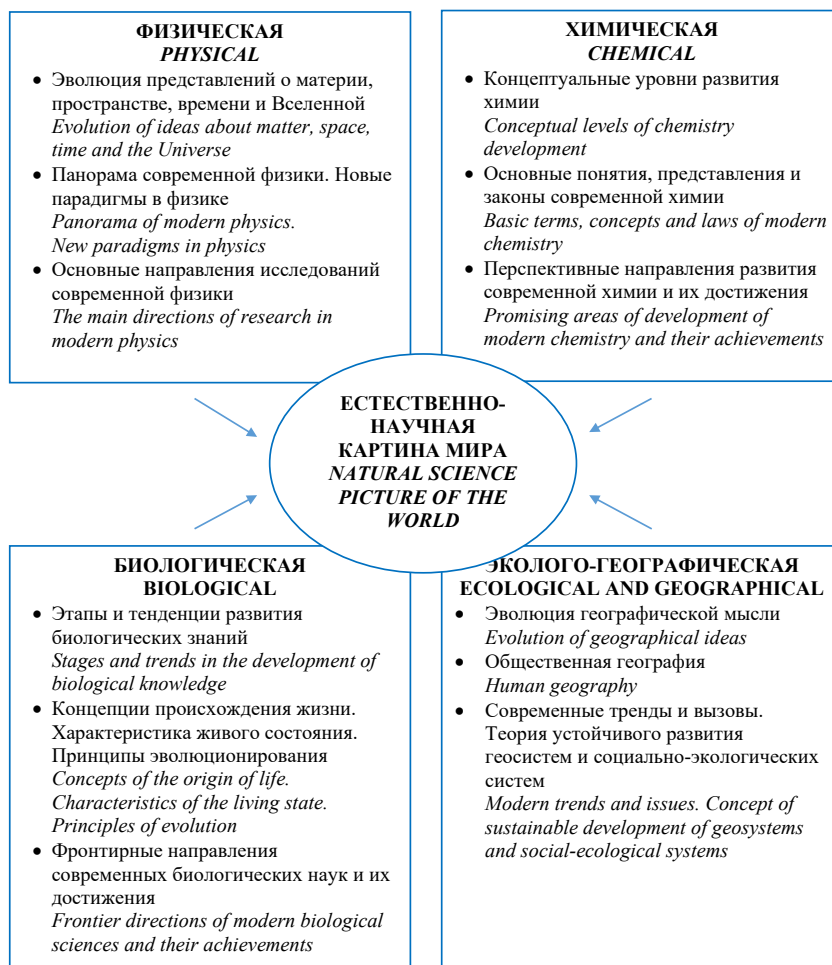 ФИЗИЧЕСКАЯ
PHYSICAL
• Эволюция представлений о материи,
пространстве, времени и Вселенной
Evolution of ideas about matter, space,
time and the Universe
• Панорама современной физики. Новые
парадигмы в физике
Panorama of modern physics.
New paradigms in physics
• Основные направления исследований
современной физики
The main directions of research in
modern physics
ХИМИЧЕСКАЯ
CHEMICAL
• Концептуальные уровни развития
химии
Conceptual levels of chemistry
development
• Основные понятия, представления и
законы современной химии
Basic terms, concepts and laws of modern
chemistry
• Перспективные направления развития
современной химии и их достижения
Promising areas of development of
modern chemistry and their achievements
ЕСТЕСТВЕННО-
НАУЧНАЯ
КАРТИНА МИРА
NATURAL SCIENCE
PICTURE OF THE
WORLD
БИОЛОГИЧЕСКАЯ
BIOLOGICAL
• Этапы и тенденции развития
биологических знаний
Stages and trends in the development of
biological knowledge
• Концепции происхождения жизни.
Характеристика живого состояния.
Принципы эволюционирования
Concepts of the origin of life.
Characteristics of the living state.
Principles of evolution
• Фронтирные направления
современных биологических наук и их
достижения
Frontier directions of modern biological
sciences and their achievements
ЭКОЛОГО-ГЕОГРАФИЧЕСКАЯ
ECOLOGICAL AND GEOGRAPHICAL
• Эволюция географической мысли
Evolution of geographical ideas
• Общественная география
Human geography
• Современные тренды и вызовы.
Теория устойчивого развития
геосистем и социально-экологических
систем
Modern trends and issues. Concept of
sustainable development of geosystems
and social-ecological systems